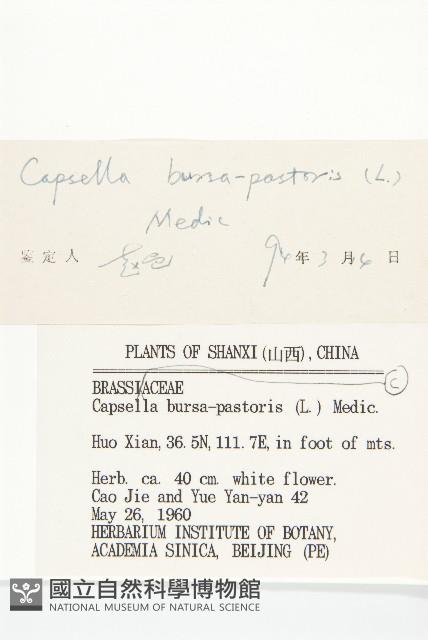 Capsella bursa-pastoris (L.)
Medic
鉴定人 94年3月4日
PLANTS OF SHANXI(山西), CHINA
C
BRASSIACEAE
Capsella bursa-pastoris (L.) Medic.
Huo Xian, 36.5N, 111.7E, in foot of mts.
Herb. ca. 40 cm. white flower.
Cao Jie and Yue Yan-yan 42
May 26, 1960
HERBARIUM INSTITUTE OF BOTANY,
ACADEMIA SINICA, BEIJING (PE)
國立自然科學博物館
NATIONAL MUSEUM OF NATURAL SCIENCE